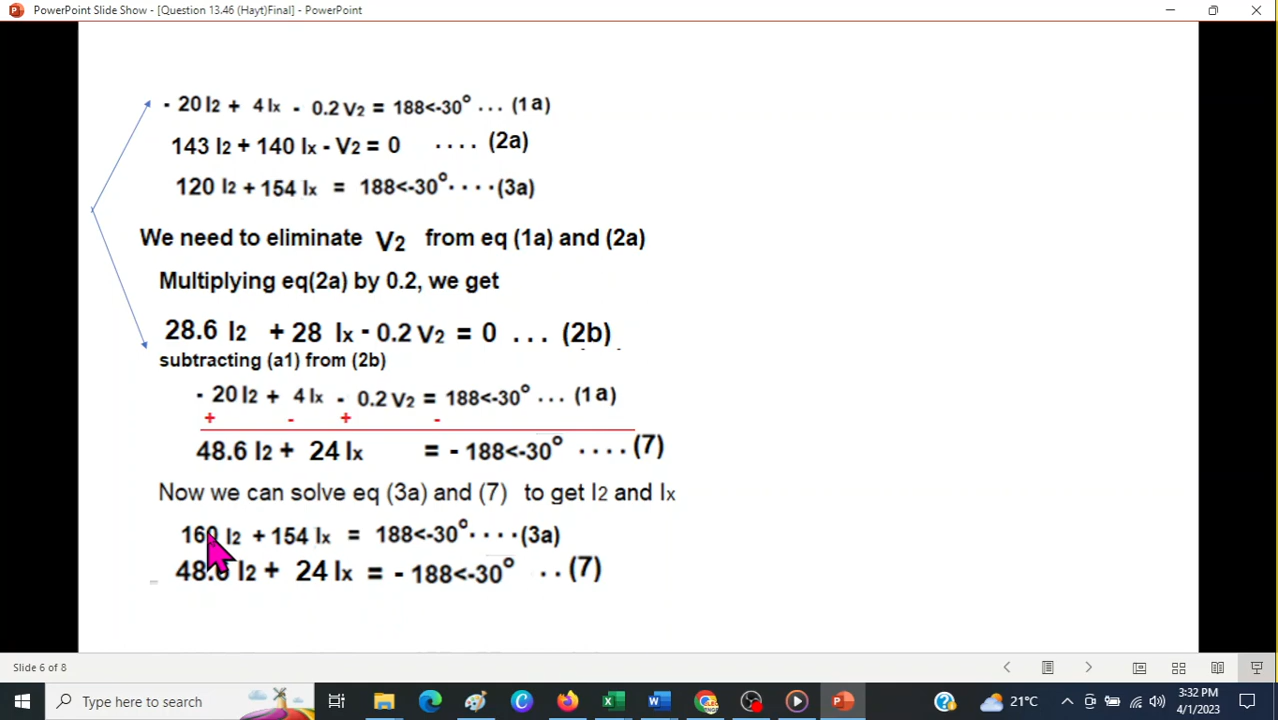 PowerPoint Slide Show - [Question 13.46 (Hayt)Final] - PowerPoint
- 20 I2 + 4 Ix - 0.2 V2 = 188<-30° ... (1a)
143 I2 + 140 Ix - V2 = 0 .... (2a)
120 I2 + 154 Ix = 188<-30° .... (3a)
We need to eliminate V2 from eq (1a) and (2a)
Multiplying eq(2a) by 0.2, we get
28.6 I2 + 28 Ix - 0.2 V2 = 0 ... (2b)
subtracting (a1) from (2b)
- 20 I2 + 4 Ix - 0.2 V2 = 188<-30° ... (1a)
+ - + -
48.6 I2 + 24 Ix = - 188<-30° .... (7)
Now we can solve eq (3a) and (7) to get I2 and Ix
160 I2 + 154 Ix = 188<-30° .... (3a)
48.6 I2 + 24 Ix = - 188<-30° .. (7)
Slide 6 of 8
Type here to search
21°C
3:32 PM
4/1/2023